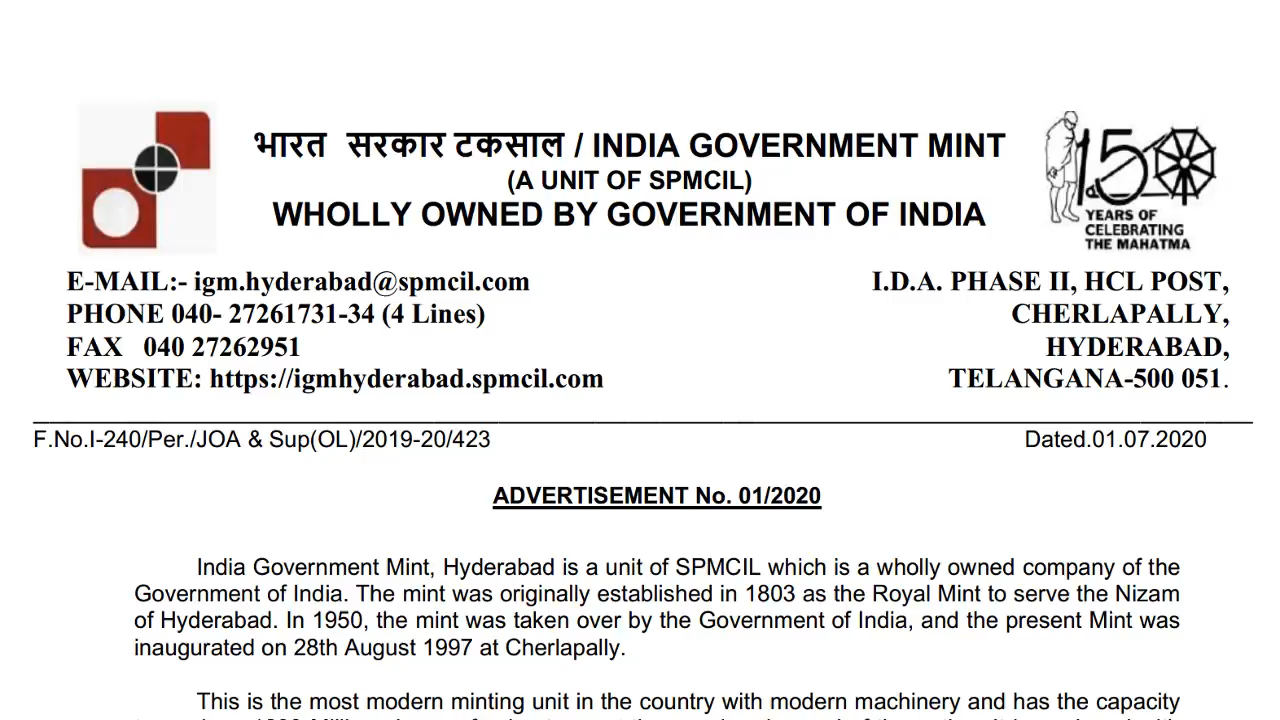 भारत सरकार टकसाल / INDIA GOVERNMENT MINT
(A UNIT OF SPMCIL)
WHOLLY OWNED BY GOVERNMENT OF INDIA
150
YEARS OF
CELEBRATING
THE MAHATMA
E-MAIL:- igm.hyderabad@spmcil.com
PHONE 040- 27261731-34 (4 Lines)
FAX 040 27262951
WEBSITE: https://igmhyderabad.spmcil.com
I.D.A. PHASE II, HCL POST,
CHERLAPALLY,
HYDERABAD,
TELANGANA-500 051.
F.No.I-240/Per./JOA & Sup(OL)/2019-20/423 Dated.01.07.2020
ADVERTISEMENT No. 01/2020
India Government Mint, Hyderabad is a unit of SPMCIL which is a wholly owned company of the
Government of India. The mint was originally established in 1803 as the Royal Mint to serve the Nizam
of Hyderabad. In 1950, the mint was taken over by the Government of India, and the present Mint was
inaugurated on 28th August 1997 at Cherlapally.
This is the most modern minting unit in the country with modern machinery and has the capacity